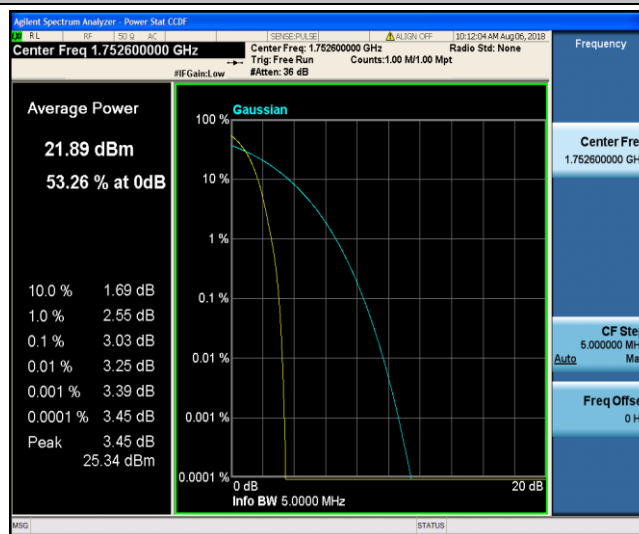 Agilent Spectrum Analyzer - Power Stat CCDF
RL RF 50 Ω AC SENSE:PULSE ALIGN OFF 10:12:04 AM Aug 06, 2018
Center Freq 1.752600000 GHz
Center Freq: 1.752600000 GHz Radio Std: None
Trig: Free Run Counts:1.00 M/1.00 Mpt
#IFGain:Low #Atten: 36 dB
Frequency
Average Power
21.89 dBm
53.26 % at 0dB
10.0 % 1.69 dB
1.0 % 2.55 dB
0.1 % 3.03 dB
0.01 % 3.25 dB
0.001 % 3.39 dB
0.0001 % 3.45 dB
Peak 3.45 dB
25.34 dBm
Gaussian
100 %
10 %
1 %
0.1 %
0.01 %
0.001 %
0.0001 %
0 dB 20 dB
Info BW 5.0000 MHz
Center Fre
1.752600000 GH
CF Ste
5.000000 MH
Auto Ma
Freq Offse
0 H
MSG STATUS